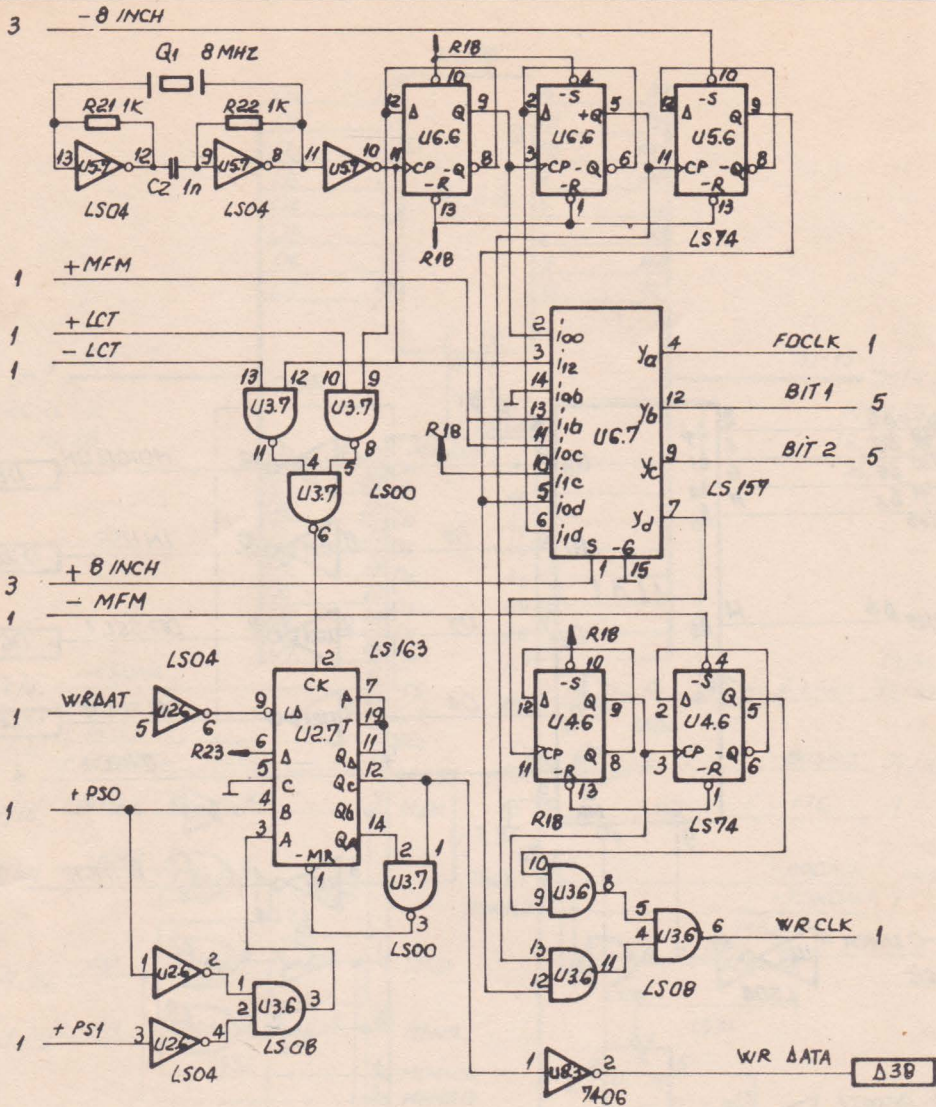 3 - 8 INCH
Q1 8 MHZ
R21 1K R22 1K
13 U5.7 12 C2 1n 9 U5.7 8 11 U5.7 10
LS04 LS04
R18
10
12 Δ Q 9
U6.6
11 CP -Q 8
-R
13
R18
4
2 -S +Q 5
U6.6
3 CP -Q 6
-R
1
10
12 -S Q 9
U5.6
11 CP -Q 8
-R
13
LS74
1 + MFM
1 + LCT
1 - LCT
13 12 10 9
U3.7 U3.7
11 4 5 8
U3.7 LS00
6
2 i00
3 i12
14 i0b
13 i1b
11 i0c
R18 10 i1c
5 i0d
6 i1d
U6.7
Ya 4 FDCLK 1
Yb 12 BIT 1 5
Yc 9 BIT 2 5
Yd 7
LS157
S -G
1 15
3 + 8 INCH
1 - MFM
R18
10
-S
12 Δ Q 9
U4.6
11 CP Q 8
-R
13
R18
4
-S
2 Δ Q 5
U4.6
3 CP -Q 6
-R
1
LS74
LS04 LS163
2
CK
1 WRΔAT 5 U2.6 6 9 LΔ
U2.7
P 7
T 10
R23 6 Δ QΔ 11
5 C Qc 12
1 + PS0 4 B Qb
3 A QA 14
-MR
1
2 1
U3.7
3
LS00
10
9 U3.6 8
13
12 U3.6 11
5
4 U3.6 6 WR CLK 1
LS08
1 U2.6 2
1
2 U3.6 3
LS08
1 + PS1 3 U2.6 4
LS04
1 U8.3 2 WR ΔATA Δ38
7406